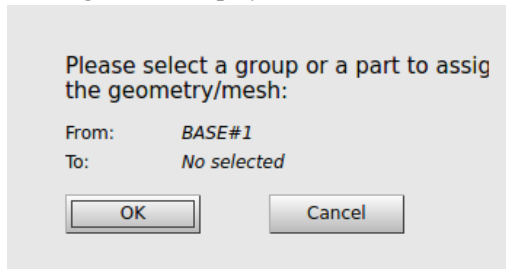 Please select a group or a part to assig
the geometry/mesh:
From: BASE#1
To: No selected
OK Cancel